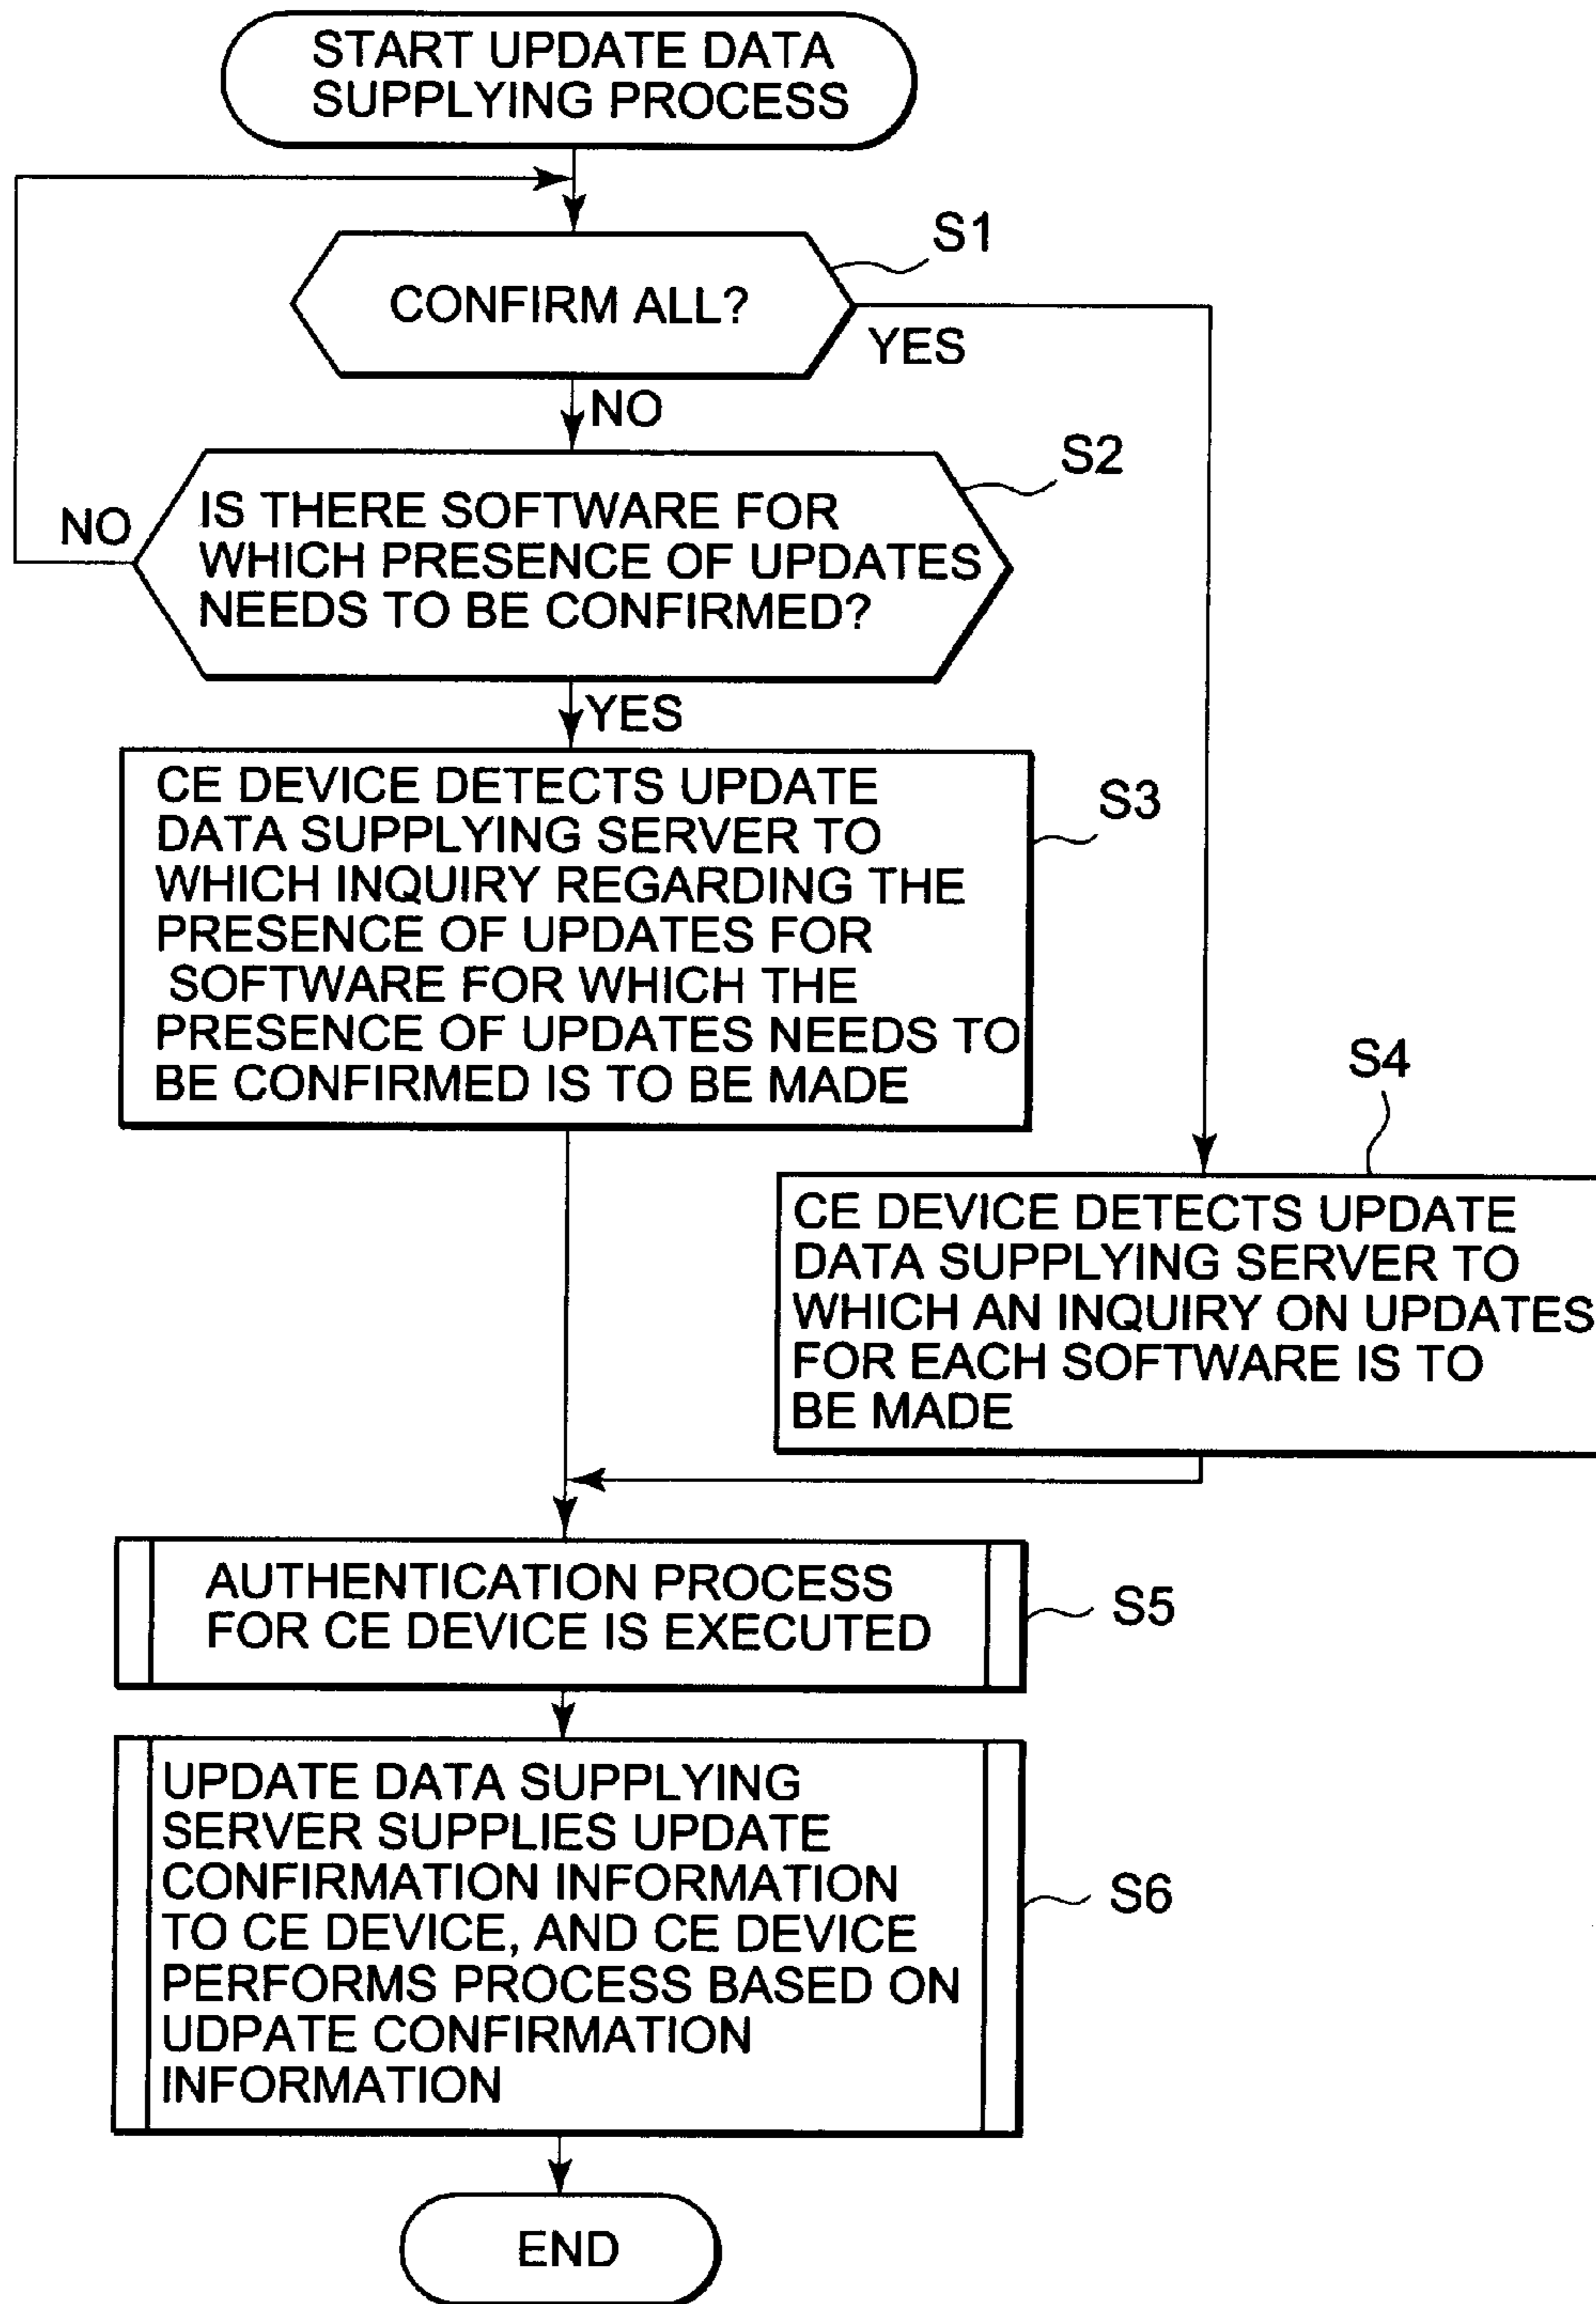 START UPDATE DATA
SUPPLYING PROCESS
S1
CONFIRM ALL?
YES
NO
S2
NO
IS THERE SOFTWARE FOR
WHICH PRESENCE OF UPDATES
NEEDS TO BE CONFIRMED?
YES
S3
CE DEVICE DETECTS UPDATE
DATA SUPPLYING SERVER TO
WHICH INQUIRY REGARDING THE
PRESENCE OF UPDATES FOR
SOFTWARE FOR WHICH THE
PRESENCE OF UPDATES NEEDS TO
BE CONFIRMED IS TO BE MADE
S4
CE DEVICE DETECTS UPDATE
DATA SUPPLYING SERVER TO
WHICH AN INQUIRY ON UPDATES
FOR EACH SOFTWARE IS TO
BE MADE
AUTHENTICATION PROCESS
FOR CE DEVICE IS EXECUTED
S5
UPDATE DATA SUPPLYING
SERVER SUPPLIES UPDATE
CONFIRMATION INFORMATION
TO CE DEVICE, AND CE DEVICE
PERFORMS PROCESS BASED ON
UDPATE CONFIRMATION
INFORMATION
S6
END